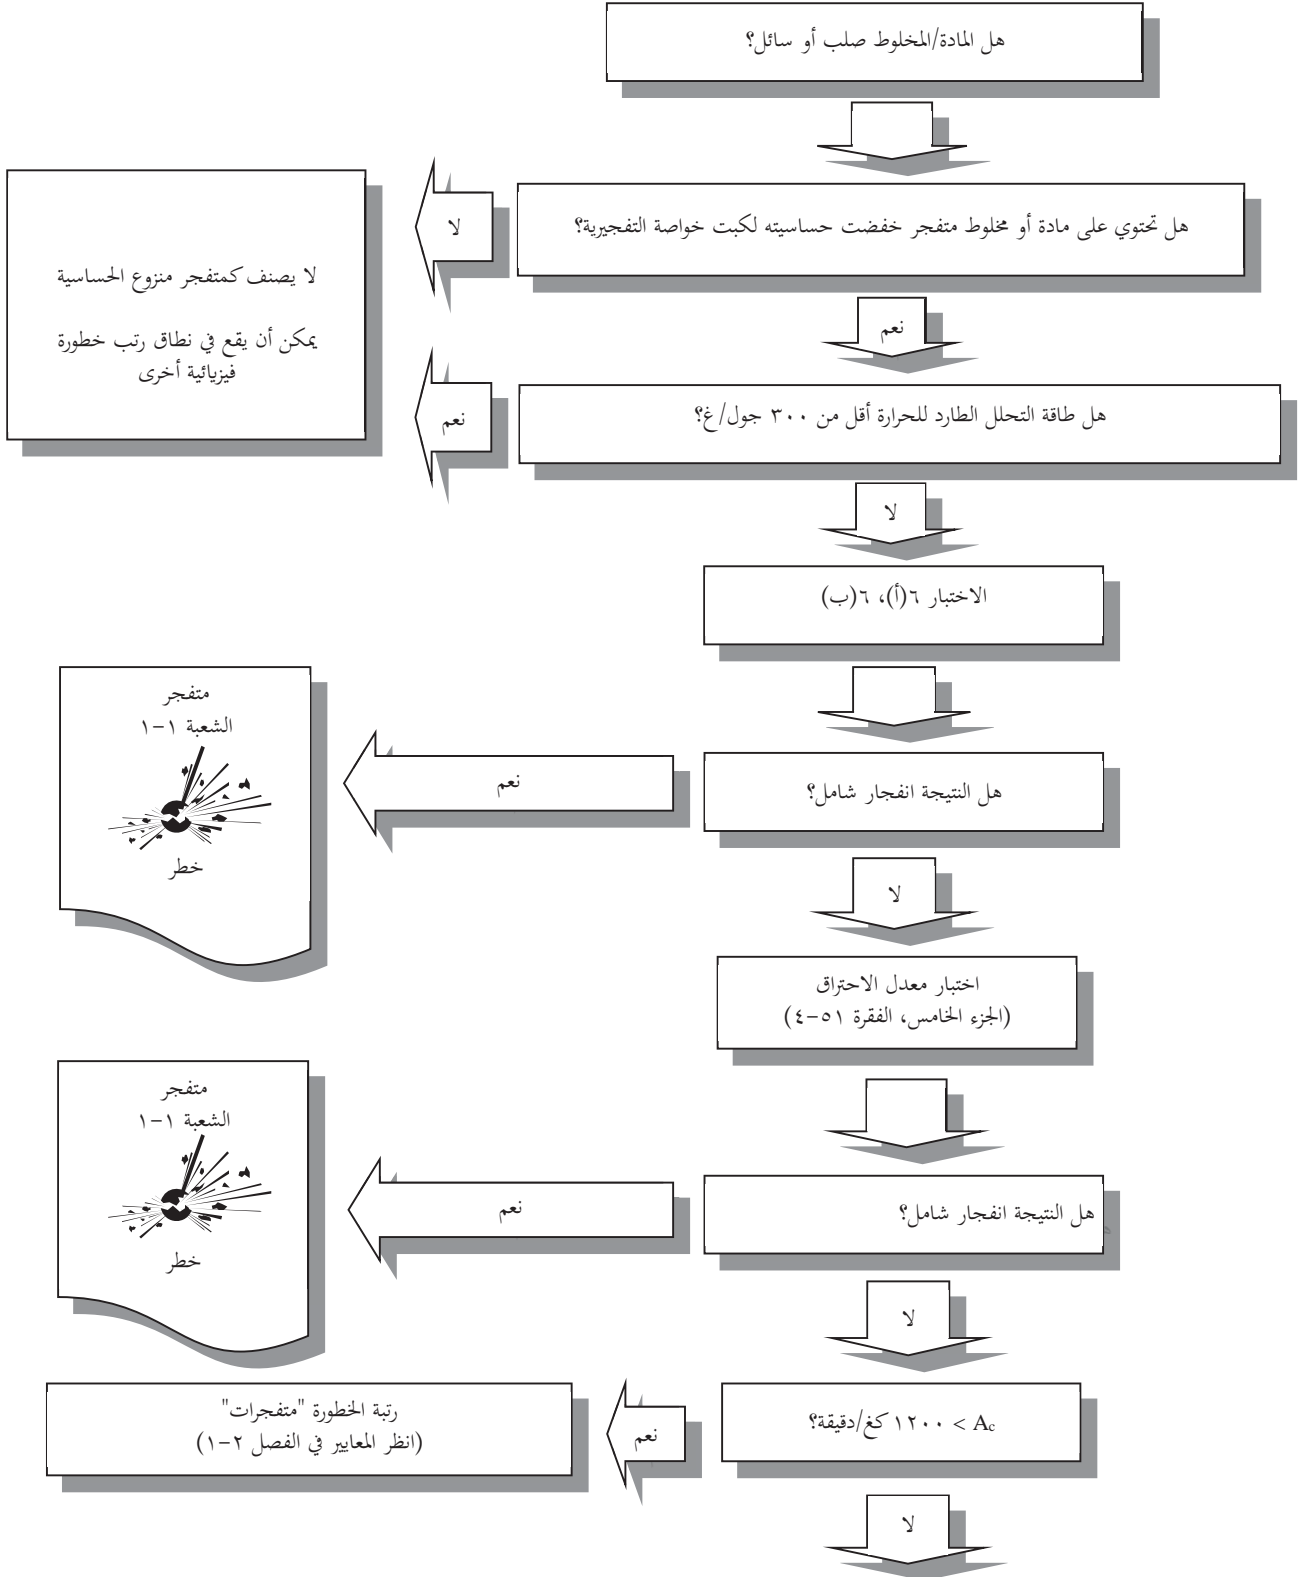 هل المادة/المخلوط صلب أو سائل؟
هل تحتوي على مادة أو مخلوط متفجر خفضت حساسيته لكبت خواصة التفجيرية؟
لا
لا يصنف كمتفجر منزوع الحساسية
يمكن أن يقع في نطاق رتب خطورة
فيزيائية أخرى
نعم
هل طاقة التحلل الطارد للحرارة أقل من ٣٠٠ جول/غ؟
نعم
لا
الاختبار ٦(أ)، ٦(ب)
هل النتيجة انفجار شامل؟
نعم
متفجر
الشعبة ١-١
خطر
لا
اختبار معدل الاحتراق
(الجزء الخامس، الفقرة ٥١-٤)
هل النتيجة انفجار شامل؟
نعم
متفجر
الشعبة ١-١
خطر
لا
Ac > ١٢٠٠ كغ/دقيقة؟
نعم
رتبة الخطورة "متفجرات"
(انظر المعايير في الفصل ٢-١)
لا